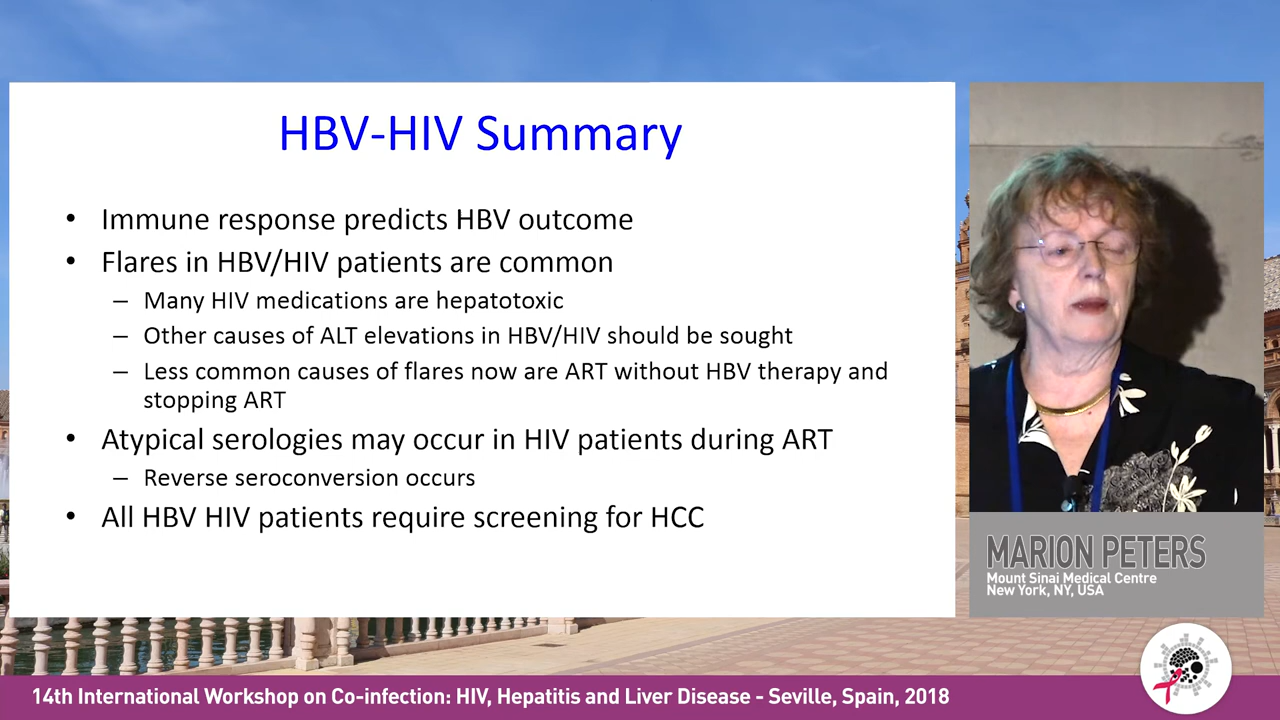 HBV-HIV Summary
• Immune response predicts HBV outcome
• Flares in HBV/HIV patients are common
– Many HIV medications are hepatotoxic
– Other causes of ALT elevations in HBV/HIV should be sought
– Less common causes of flares now are ART without HBV therapy and
stopping ART
• Atypical serologies may occur in HIV patients during ART
– Reverse seroconversion occurs
• All HBV HIV patients require screening for HCC
MARION PETERS
Mount Sinai Medical Centre
New York, NY, USA
14th International Workshop on Co-infection: HIV, Hepatitis and Liver Disease - Seville, Spain, 2018